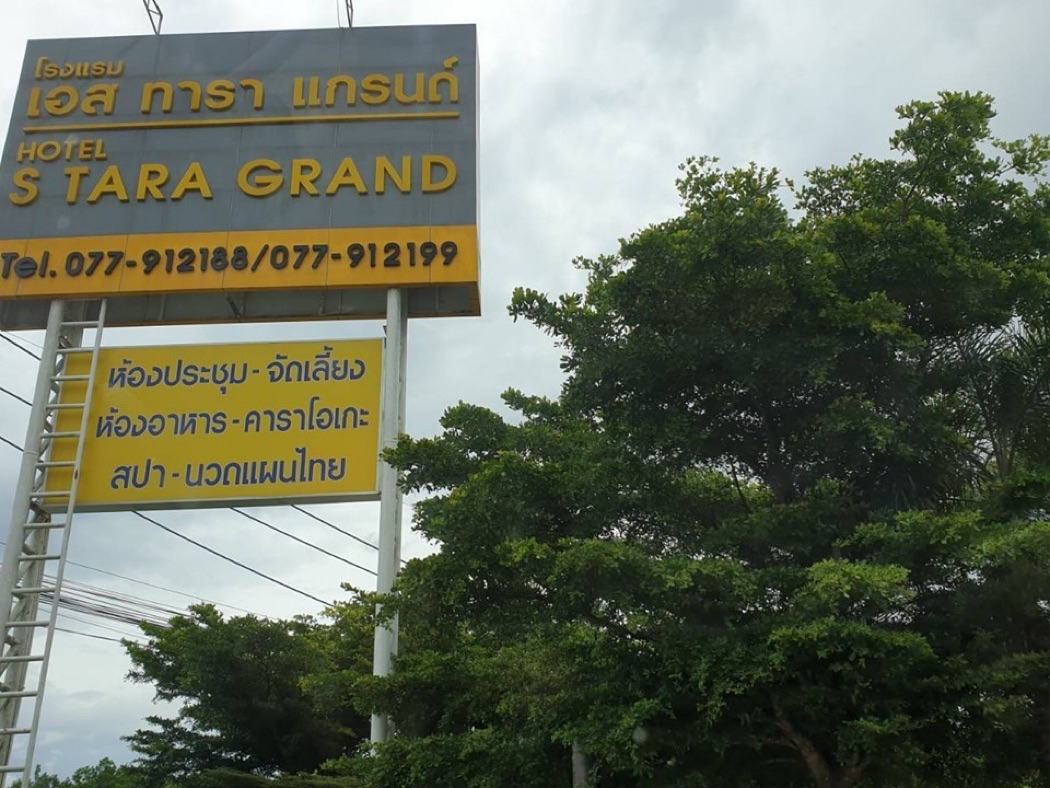 โรงแรม
เอส ทารา แกรนด์
HOTEL
S TARA GRAND
Tel. 077-912188/077-912199
ห้องประชุม - จัดเลี้ยง
ห้องอาหาร - คาราโอเกะ
สปา - นวดแผนไทย